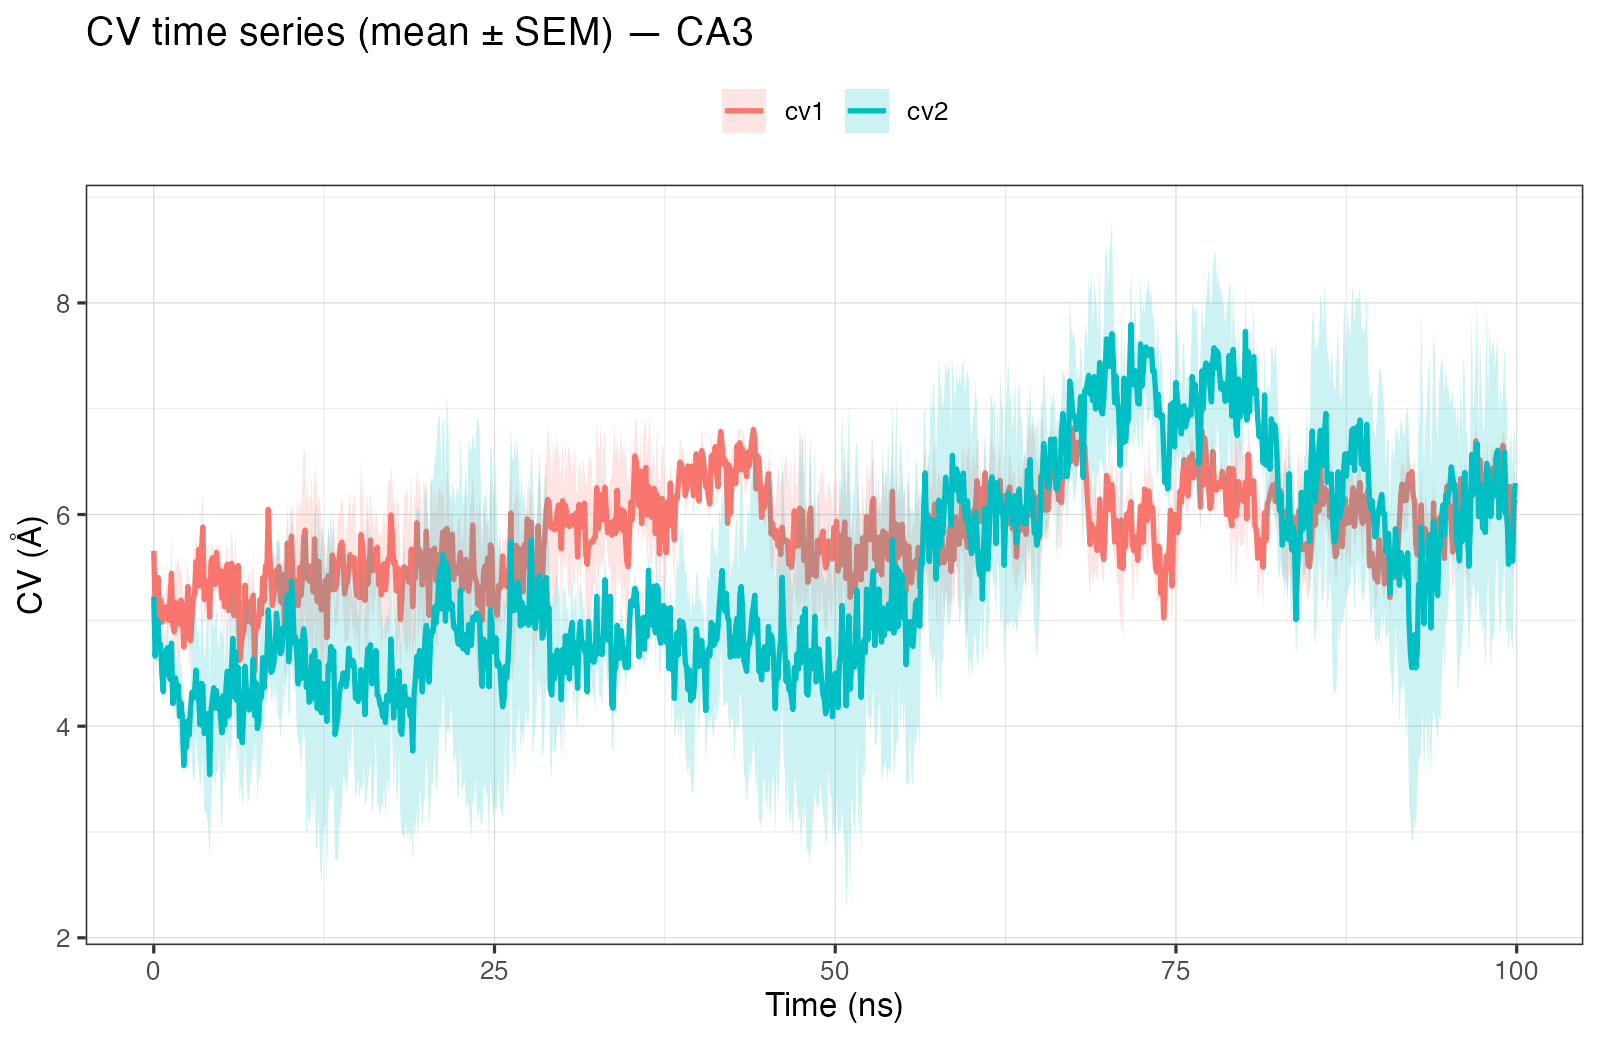 CV time series (mean ± SEM) — CA3
cv1 cv2
CV (Å)
8
6
4
2
0 25 50 75 100
Time (ns)